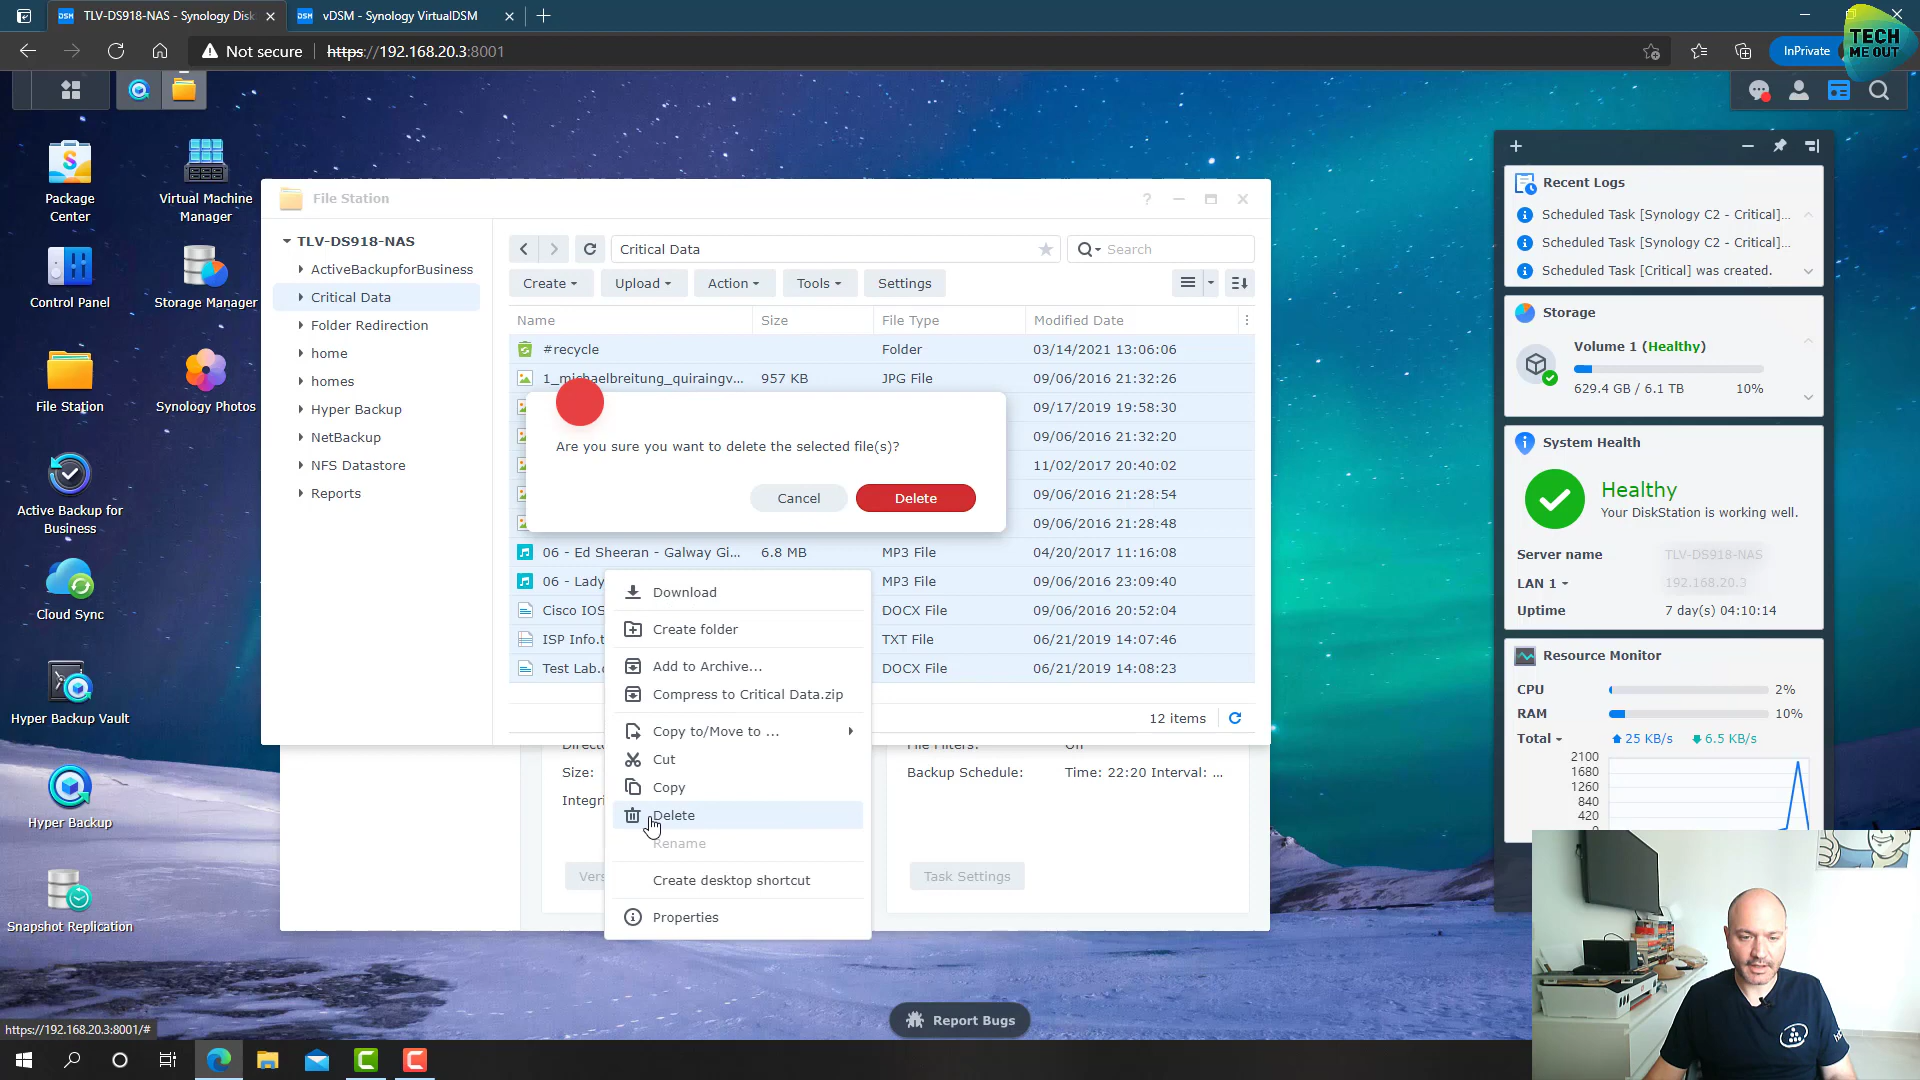 TLV-DS918-NAS - Synology Disk
vDSM - Synology VirtualDSM
Not secure
https://192.168.20.3:8001
InPrivate
TECH
ME OUT
Package
Center
Virtual Machine
Manager
Control Panel
Storage Manager
File Station
Synology Photos
Active Backup for
Business
Cloud Sync
Hyper Backup Vault
Hyper Backup
Snapshot Replication
File Station
TLV-DS918-NAS
ActiveBackupforBusiness
Critical Data
Folder Redirection
home
homes
Hyper Backup
NetBackup
NFS Datastore
Reports
Critical Data
Search
Create
Upload
Action
Tools
Settings
Name
Size
File Type
Modified Date
#recycle
Folder
03/14/2021 13:06:06
1_michaelbreitung_quiraingv...
957 KB
JPG File
09/06/2016 21:32:26
09/17/2019 19:58:30
09/06/2016 21:32:20
11/02/2017 20:40:02
09/06/2016 21:28:54
09/06/2016 21:28:48
Are you sure you want to delete the selected file(s)?
Cancel
Delete
06 - Ed Sheeran - Galway Gi...
6.8 MB
MP3 File
04/20/2017 11:16:08
06 - Lady
MP3 File
09/06/2016 23:09:40
Cisco IOS
DOCX File
09/06/2016 20:52:04
ISP Info.t
TXT File
06/21/2019 14:07:46
Test Lab.
DOCX File
06/21/2019 14:08:23
12 items
Download
Create folder
Add to Archive...
Compress to Critical Data.zip
Copy to/Move to ...
Cut
Copy
Delete
Rename
Create desktop shortcut
Properties
Size:
Integri
Vers
File Filters:
Off
Backup Schedule:
Time: 22:20 Interval: ...
Task Settings
Recent Logs
Scheduled Task [Synology C2 - Critical]...
Scheduled Task [Synology C2 - Critical]...
Scheduled Task [Critical] was created.
Storage
Volume 1 (Healthy)
629.4 GB / 6.1 TB
10%
System Health
Healthy
Your DiskStation is working well.
Server name
TLV-DS918-NAS
LAN 1
192.168.20.3
Uptime
7 day(s) 04:10:14
Resource Monitor
CPU
2%
RAM
10%
Total
25 KB/s
6.5 KB/s
2100
1680
1260
840
420
Report Bugs
https://192.168.20.3:8001/#